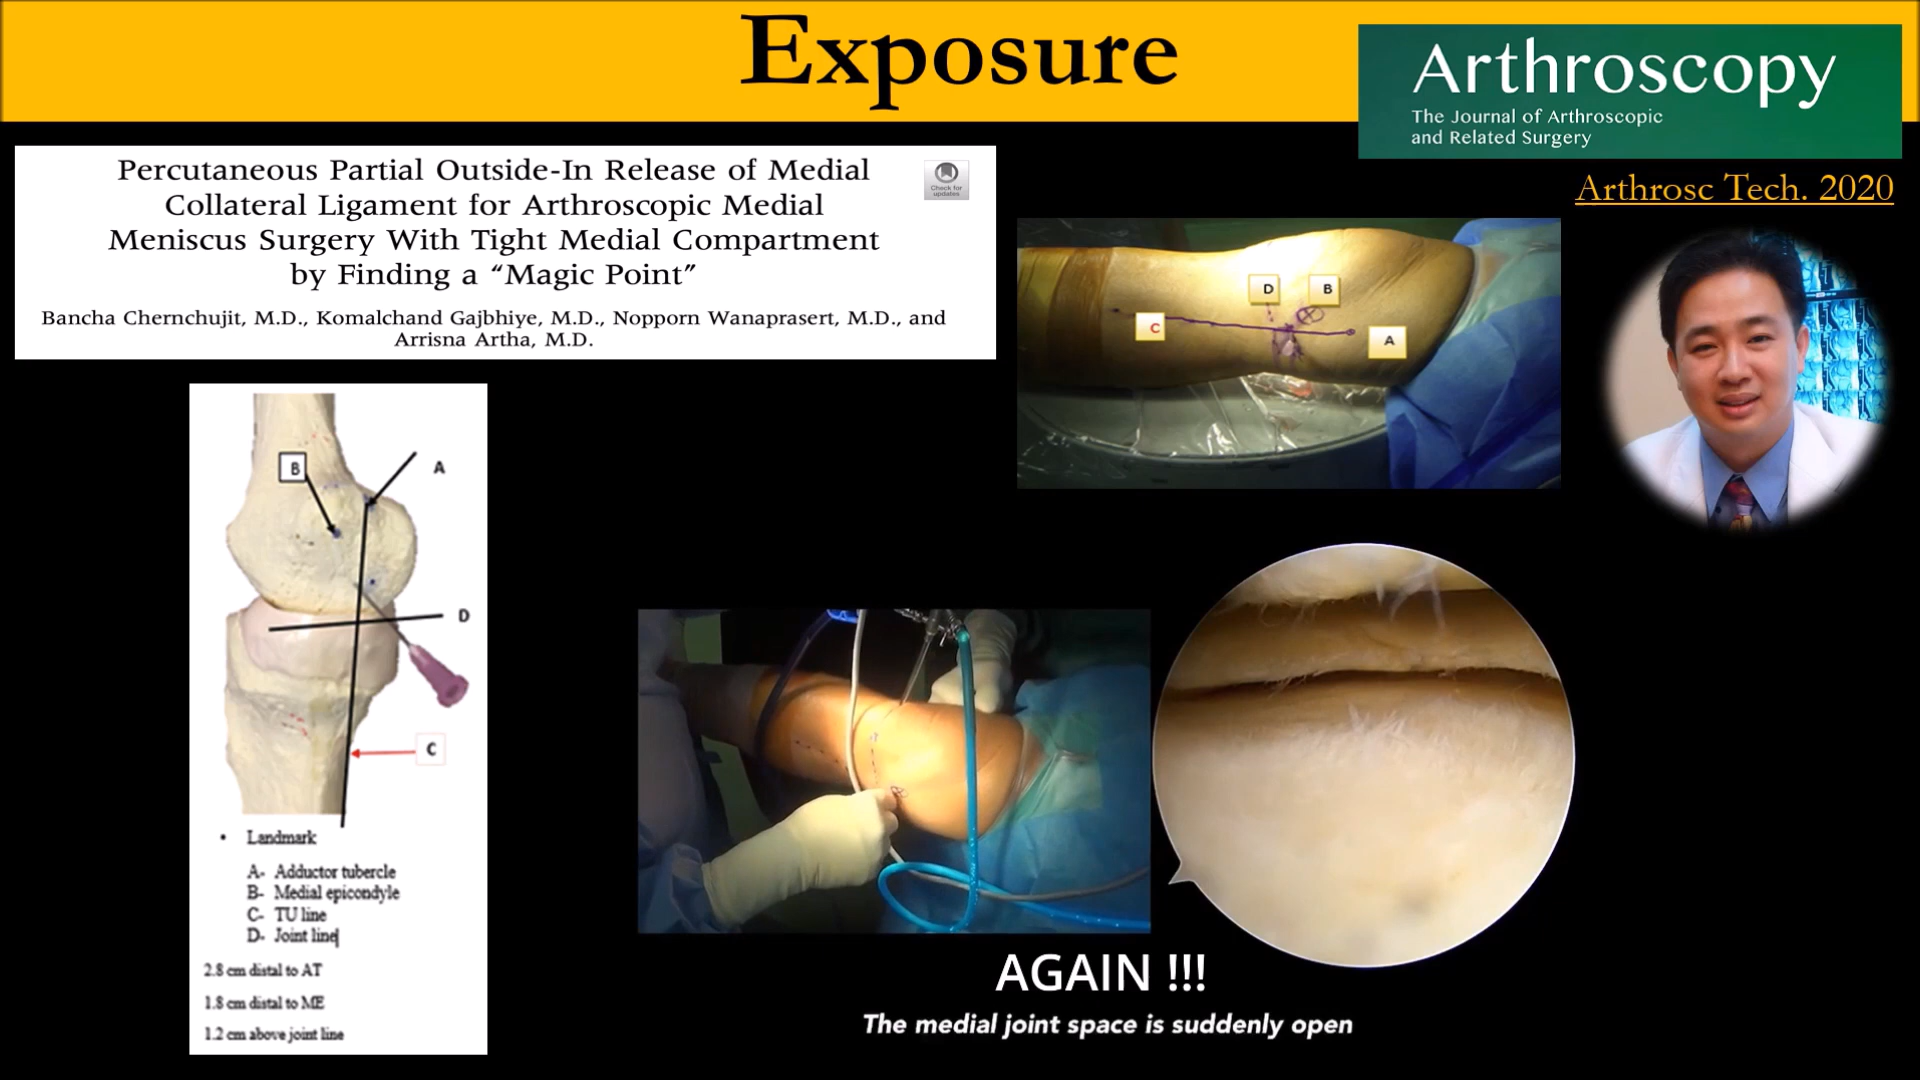 Exposure
Arthroscopy
The Journal of Arthroscopic
and Related Surgery
Arthrosc Tech. 2020
Percutaneous Partial Outside-In Release of Medial
Collateral Ligament for Arthroscopic Medial
Meniscus Surgery With Tight Medial Compartment
by Finding a “Magic Point”
Check for
updates
Bancha Chernchujit, M.D., Komalchand Gajbhiye, M.D., Nopporn Wanaprasert, M.D., and
Arrisna Artha, M.D.
D
B
C
A
B
A
D
C
• Landmark
A- Adductor tubercle
B- Medial epicondyle
C- TU line
D- Joint line
2.8 cm distal to AT
1.8 cm distal to ME
1.2 cm above joint line
AGAIN !!!
The medial joint space is suddenly open